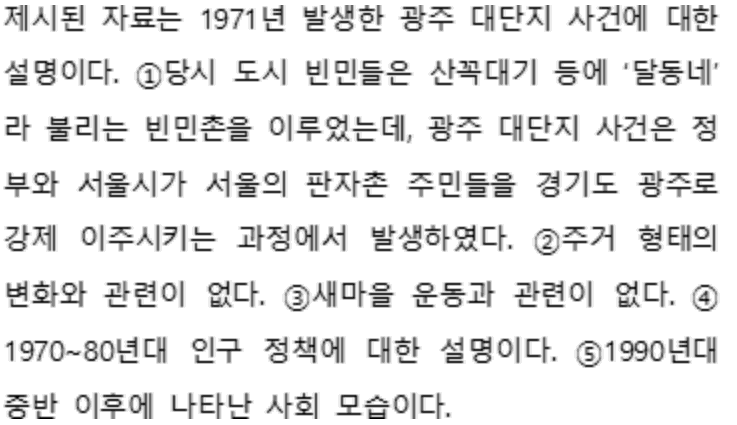 제시된 자료는 1971년 발생한 광주 대단지 사건에 대한
설명이다. ①당시 도시 빈민들은 산꼭대기 등에 ‘달동네’
라 불리는 빈민촌을 이루었는데, 광주 대단지 사건은 정
부와 서울시가 서울의 판자촌 주민들을 경기도 광주로
강제 이주시키는 과정에서 발생하였다. ②주거 형태의
변화와 관련이 없다. ③새마을 운동과 관련이 없다. ④
1970~80년대 인구 정책에 대한 설명이다. ⑤1990년대
중반 이후에 나타난 사회 모습이다.